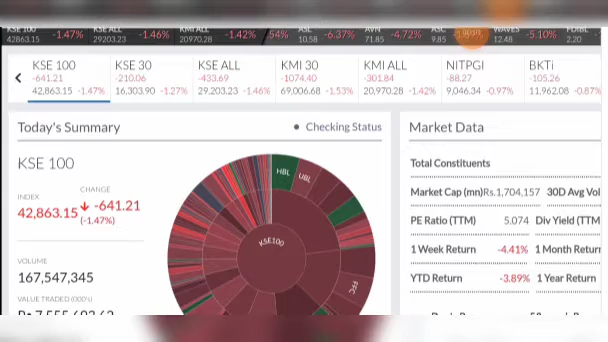 KSE 100 -1.47% KSE ALL -1.46% KMI ALL -1.42% 54% ASL -6.37% AVN -4.72% ASC -1.89% WAVES -5.10% FDIBL
42863.15 29203.23 20970.28 10.58 71.85 9.85 12.48 2.20
KSE 100 KSE 30 KSE ALL KMI 30 KMI ALL NITPGI BKTi
-641.21 -210.06 -433.69 -1074.40 -301.84 -88.27 -105.26
42,863.15 -1.47% 16,303.90 -1.27% 29,203.23 -1.46% 69,006.68 -1.53% 20,970.28 -1.42% 9,046.34 -0.97% 11,962.08 -0.87%
Today's Summary Checking Status
KSE 100
INDEX CHANGE
42,863.15 -641.21
(-1.47%)
VOLUME
167,547,345
VALUE TRADED (000's)
HBL
UBL
KSE100
FFC
Market Data
Total Constituents
Market Cap (mn) Rs.1,704,157 30D Avg Vol
PE Ratio (TTM) 5.074 Div Yield (TTM
1 Week Return -4.41% 1 Month Return
YTD Return -3.89% 1 Year Return